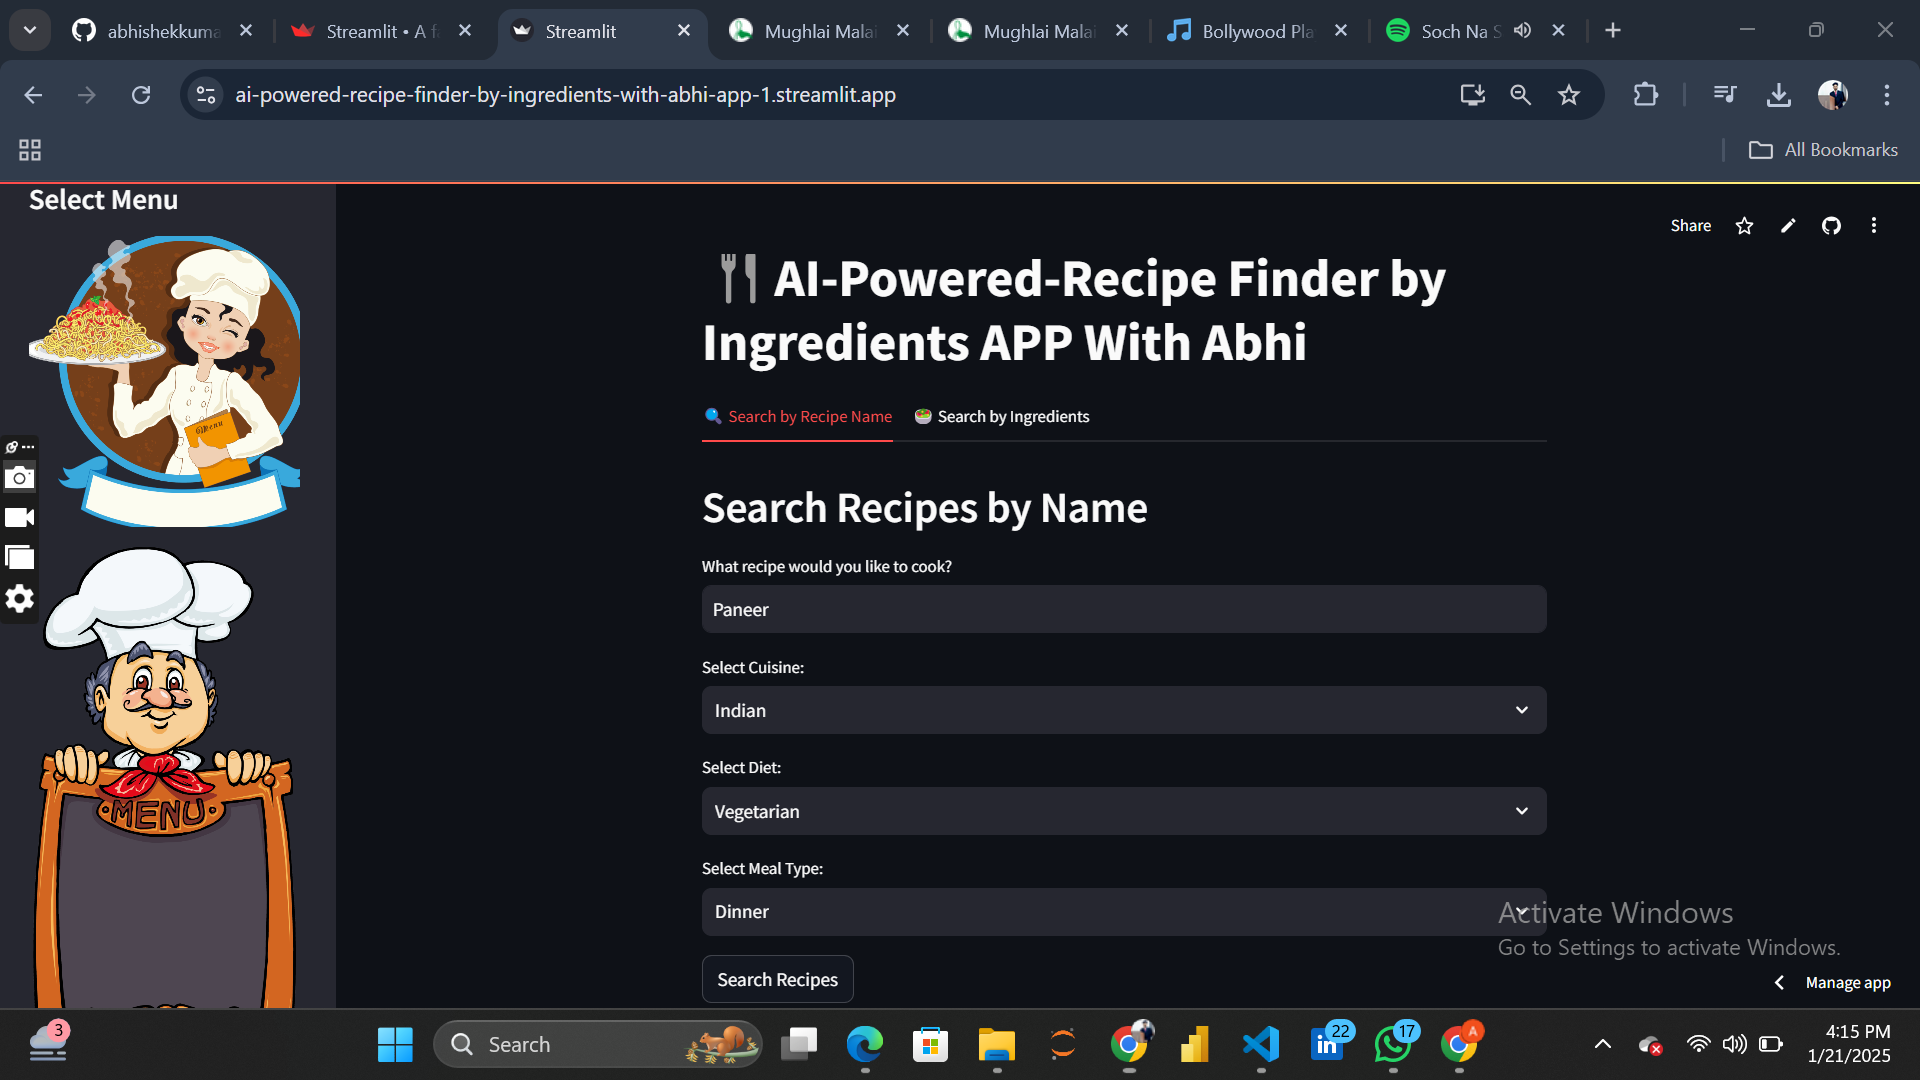 abhishekkuma
Streamlit • A f
Streamlit
Mughlai Malai
Mughlai Malai
Bollywood Pla
Soch Na S
ai-powered-recipe-finder-by-ingredients-with-abhi-app-1.streamlit.app
All Bookmarks
Select Menu
Share
AI-Powered-Recipe Finder by
Ingredients APP With Abhi
Search by Recipe Name
Search by Ingredients
Search Recipes by Name
What recipe would you like to cook?
Paneer
Select Cuisine:
Indian
Select Diet:
Vegetarian
Select Meal Type:
Dinner
Search Recipes
Menu
MENU
Activate Windows
Go to Settings to activate Windows.
Manage app
3
Search
22
17
A
4:15 PM
1/21/2025